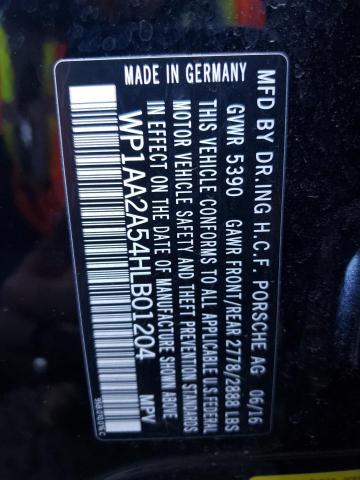 MFD BY DR.ING H.C.F. PORSCHE AG 06/16
GVWR 5390 GAWR FRONT/REAR 2778/2888 LBS
THIS VEHICLE CONFORMS TO ALL APPLICABLE U.S.FEDERAL
MOTOR VEHICLE SAFETY AND THEFT PREVENTION STANDARDS
IN EFFECT ON THE DATE OF MANUFACTURE SHOWN ABOVE.
WP1AA2A54HLB01204 MPV
MADE IN GERMANY